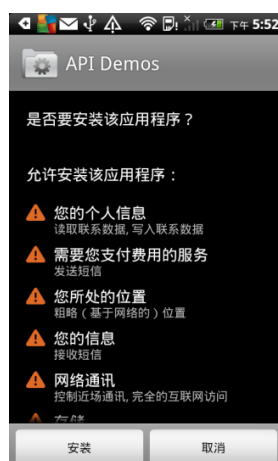 下午 5:52
API Demos
是否要安装该应用程序？
允许安装该应用程序：
您的个人信息
读取联系数据, 写入联系数据
需要您支付费用的服务
发送短信
您所处的位置
粗略（基于网络的）位置
您的信息
接收短信
网络通讯
控制近场通讯, 完全的互联网访问
存储
安装 取消